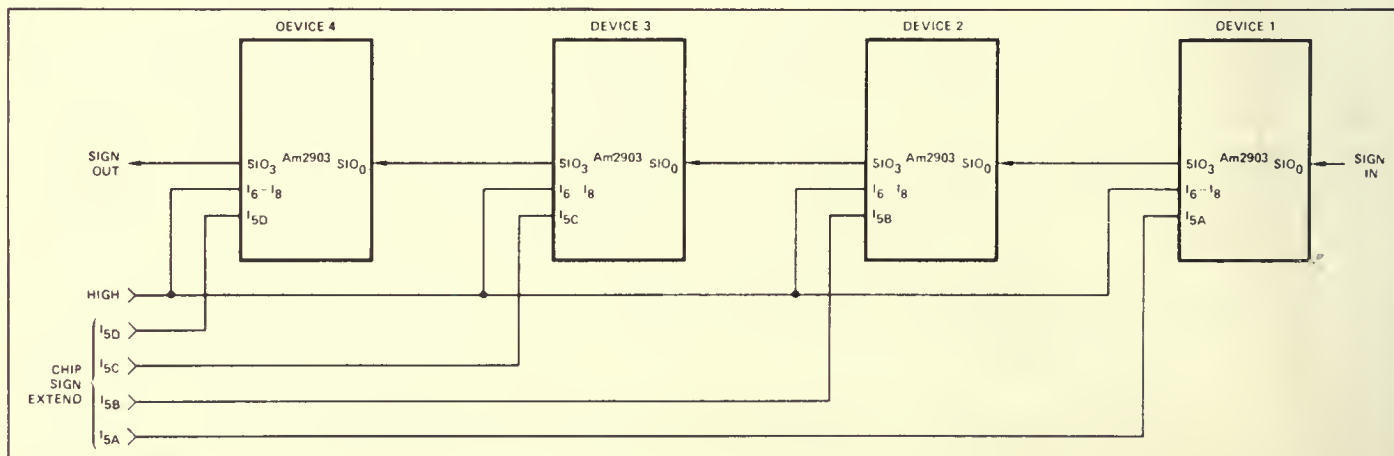 OEVICE 4 DEVICE 3 DEVICE 2 DEVICE 1
SIGN OUT SIO3 Am2903 SIO0 SIO3 Am2903 SIO0 SIO3 Am2903 SIO0 SIO3 Am2903 SIO0 SIGN IN
I6-I8 I6 I8 I6 I8 I6-I8
I5D I5C I5B I5A
HIGH
I5D
CHIP SIGN EXTEND
I5C
I5B
I5A